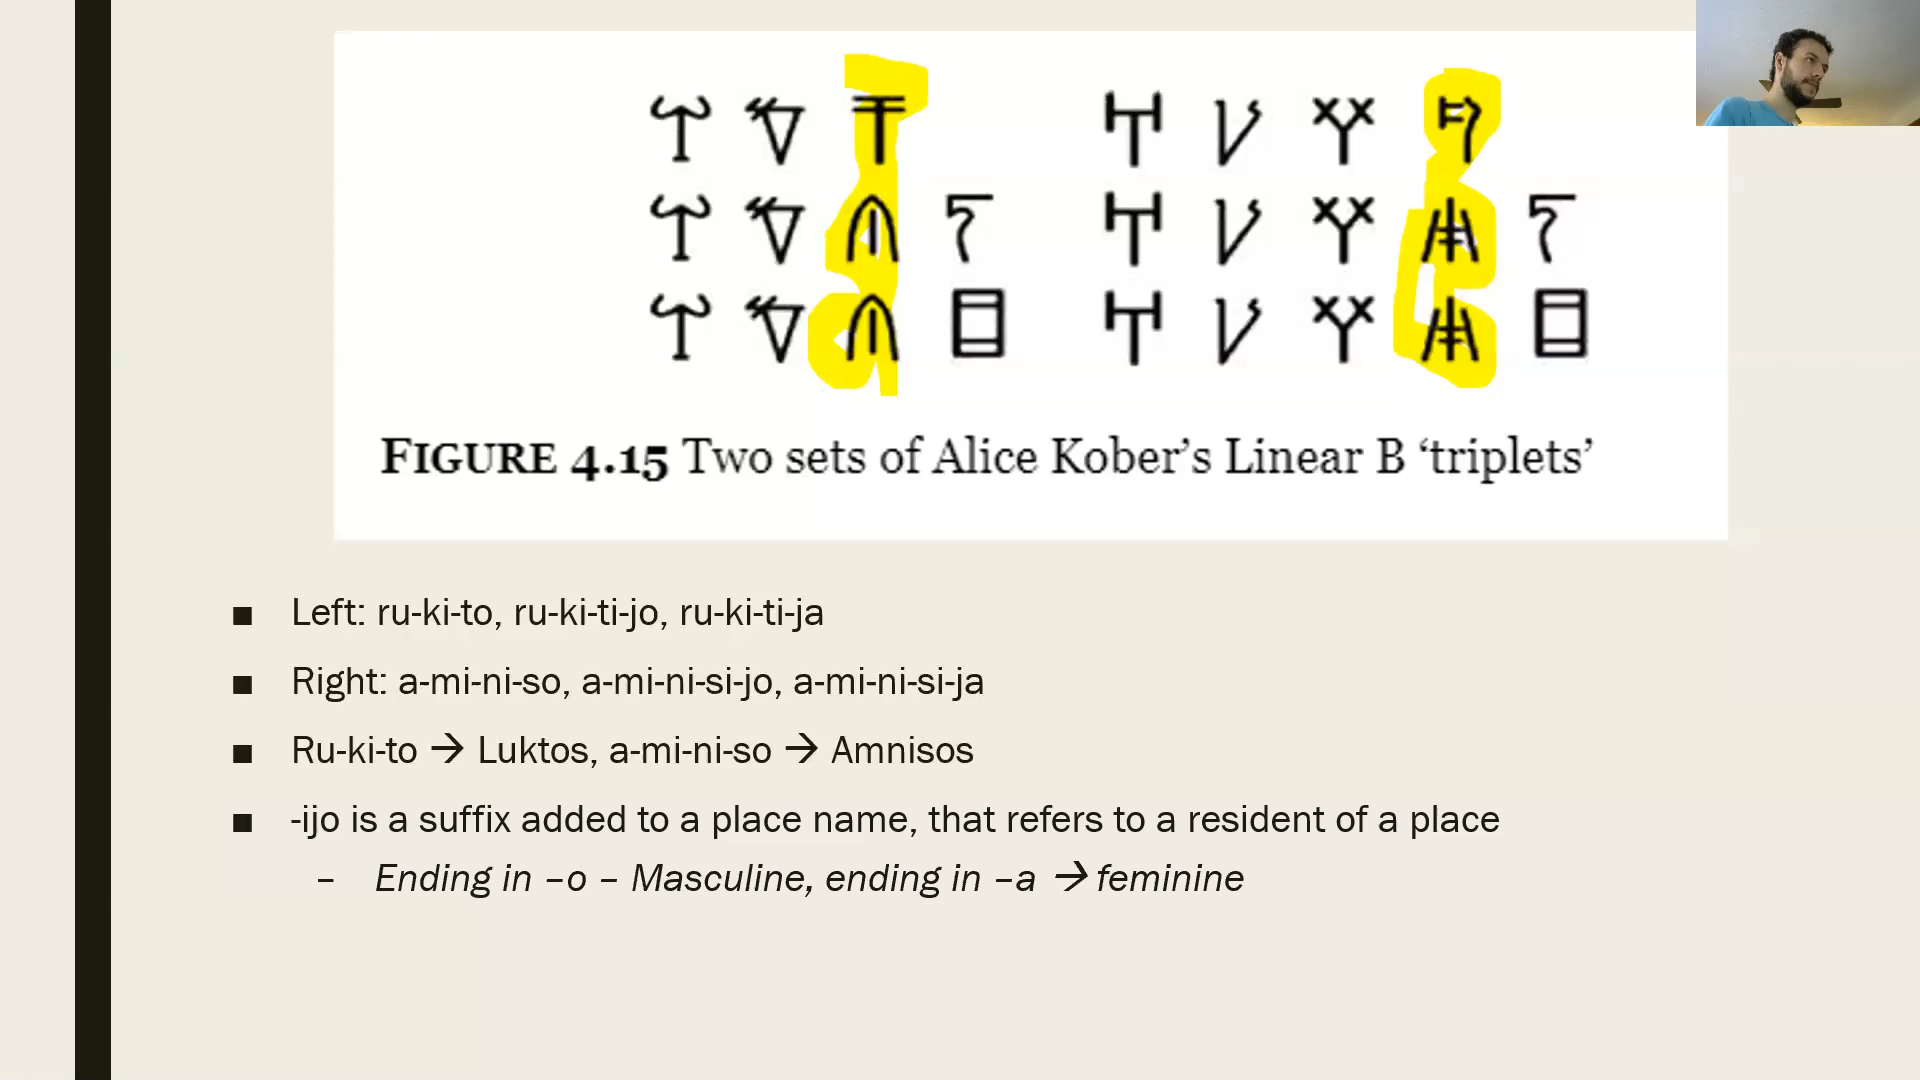 𐀬 𐀑 𐀵 𐀀 𐀖 𐀛 𐀰
𐀬 𐀑 𐀴 𐀍 𐀀 𐀖 𐀛 𐀯 𐀍
𐀬 𐀑 𐀴 𐀊 𐀀 𐀖 𐀛 𐀯 𐀊
FIGURE 4.15 Two sets of Alice Kober’s Linear B ‘triplets’
■ Left: ru-ki-to, ru-ki-ti-jo, ru-ki-ti-ja
■ Right: a-mi-ni-so, a-mi-ni-si-jo, a-mi-ni-si-ja
■ Ru-ki-to → Luktos, a-mi-ni-so → Amnisos
■ -ijo is a suffix added to a place name, that refers to a resident of a place
– Ending in –o – Masculine, ending in –a → feminine